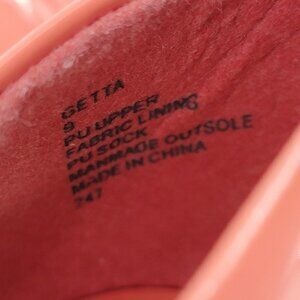 GETTA
9
PU UPPER
FABRIC LINING
PU SOCK
MANMADE OUTSOLE
MADE IN CHINA
747